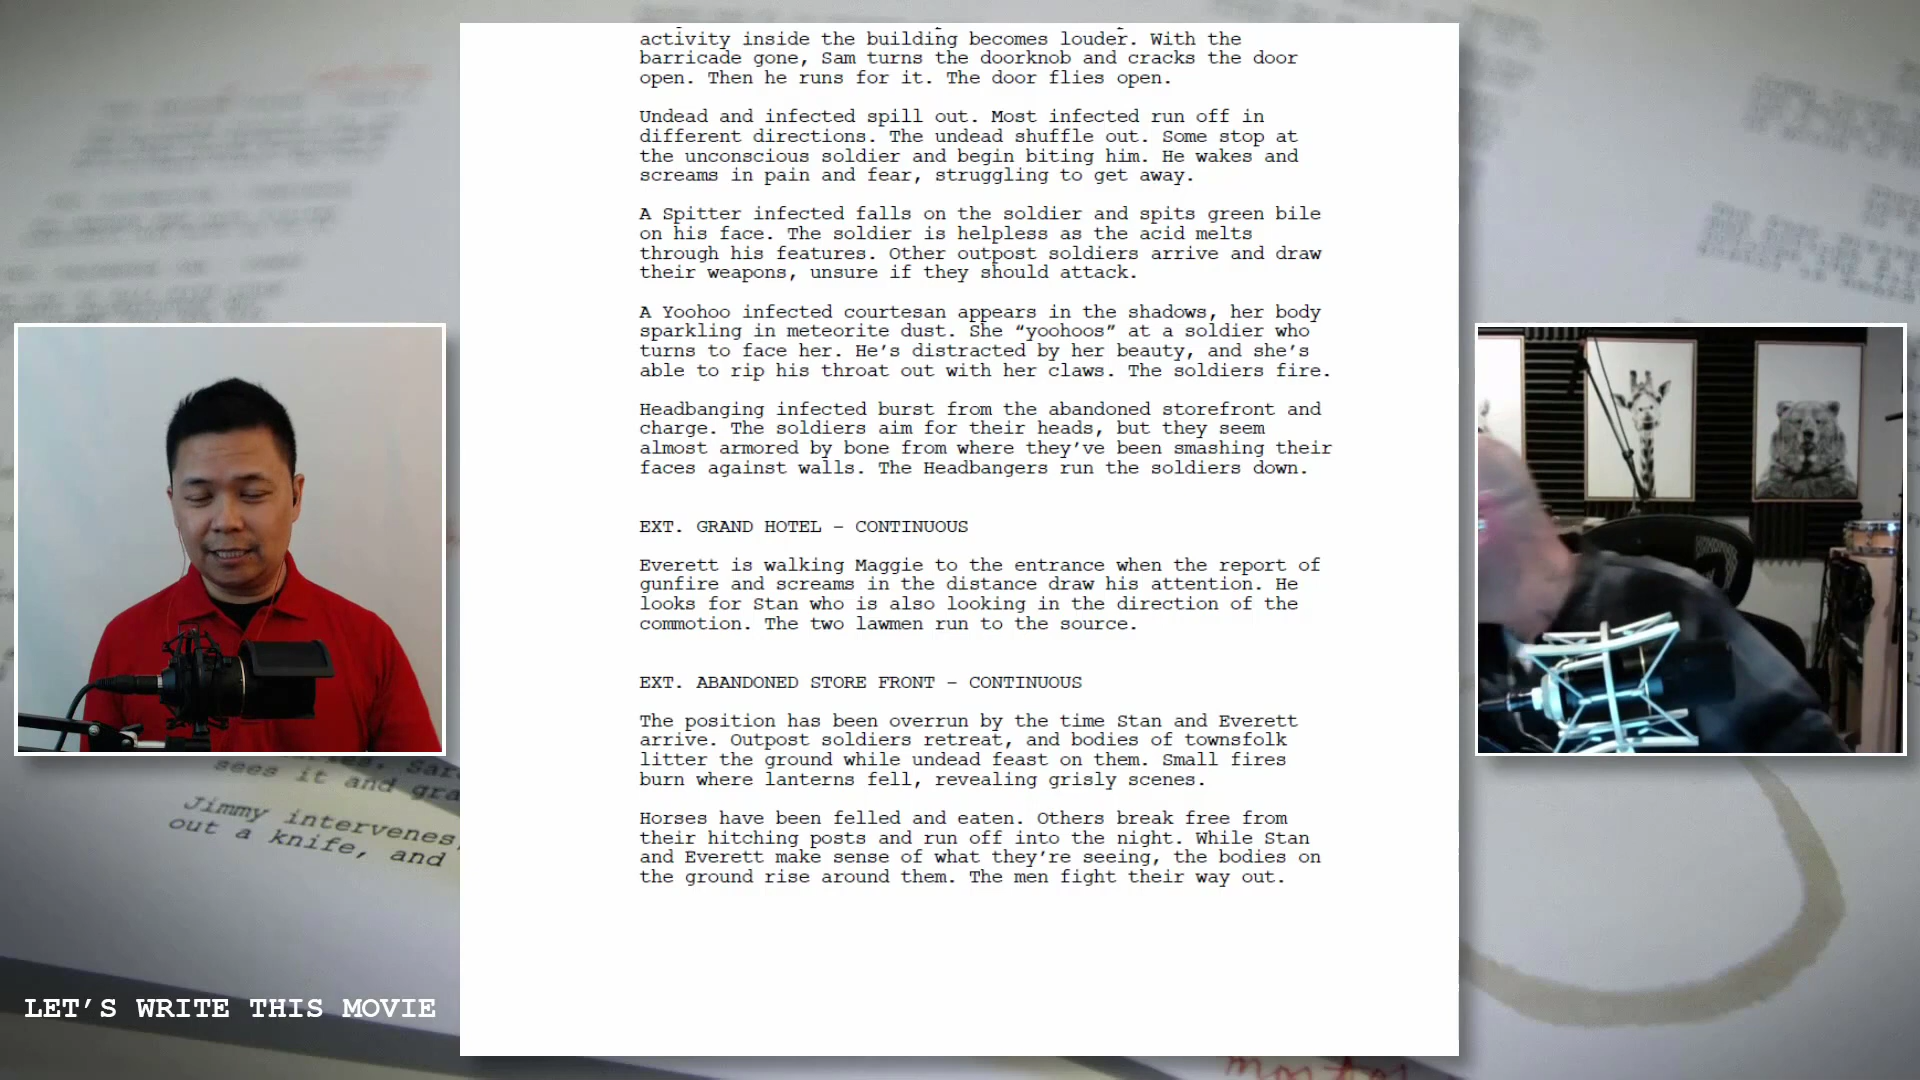 activity inside the building becomes louder. With the
barricade gone, Sam turns the doorknob and cracks the door
open. Then he runs for it. The door flies open.
Undead and infected spill out. Most infected run off in
different directions. The undead shuffle out. Some stop at
the unconscious soldier and begin biting him. He wakes and
screams in pain and fear, struggling to get away.
A Spitter infected falls on the soldier and spits green bile
on his face. The soldier is helpless as the acid melts
through his features. Other outpost soldiers arrive and draw
their weapons, unsure if they should attack.
A Yoohoo infected courtesan appears in the shadows, her body
sparkling in meteorite dust. She “yoohoos” at a soldier who
turns to face her. He’s distracted by her beauty, and she’s
able to rip his throat out with her claws. The soldiers fire.
Headbanging infected burst from the abandoned storefront and
charge. The soldiers aim for their heads, but they seem
almost armored by bone from where they’ve been smashing their
faces against walls. The Headbangers run the soldiers down.
EXT. GRAND HOTEL – CONTINUOUS
Everett is walking Maggie to the entrance when the report of
gunfire and screams in the distance draw his attention. He
looks for Stan who is also looking in the direction of the
commotion. The two lawmen run to the source.
EXT. ABANDONED STORE FRONT – CONTINUOUS
The position has been overrun by the time Stan and Everett
arrive. Outpost soldiers retreat, and bodies of townsfolk
litter the ground while undead feast on them. Small fires
burn where lanterns fell, revealing grisly scenes.
Horses have been felled and eaten. Others break free from
their hitching posts and run off into the night. While Stan
and Everett make sense of what they’re seeing, the bodies on
the ground rise around them. The men fight their way out.
sees it and gra
Jimmy intervenes
out a knife, and
LET’S WRITE THIS MOVIE